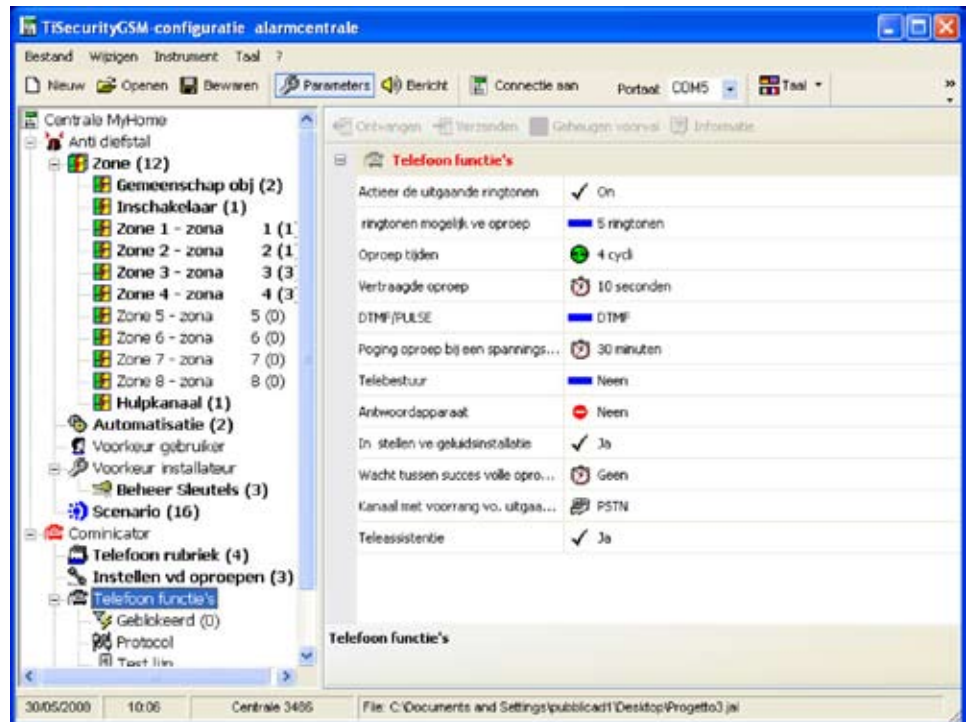 TiSecurityGSM-configuratie alarmcentrale
Bestand Wijzigen Instrument Taal ?
Nieuw Openen Bewaren Parameters Bericht Connectie aan Portaal: COM5 Taal
Centrale MyHome
Anti diefstal
Zone (12)
Gemeenschap obj (2)
Inschakelaar (1)
Zone 1 - zona 1 (1
Zone 2 - zona 2 (1
Zone 3 - zona 3 (3
Zone 4 - zona 4 (3
Zone 5 - zona 5 (0)
Zone 6 - zona 6 (0)
Zone 7 - zona 7 (0)
Zone 8 - zona 8 (0)
Hulpkanaal (1)
Automatisatie (2)
Voorkeur gebruiker
Voorkeur installateur
Beheer Sleutels (3)
Scenario (16)
Cominicator
Telefoon rubriek (4)
Instellen vd oproepen (3)
Telefoon functie's
Geblokeerd (0)
Protocol
Test lijn
Ontvangen Verzonden Geheugen voorval Informatie
Telefoon functie's
Actieer de uitgaande ringtonen On
ringtonen mogelijk ve oproep 5 ringtonen
Oproep tijden 4 cycli
Vertraagde oproep 10 seconden
DTMF/PULSE DTMF
Poging oproep bij een spannings... 30 minuten
Telebestuur Neen
Antwoordapparaat Neen
In stellen ve geluidsinstallatie Ja
Wacht tussen succes volle opro... Geen
Kanaal met voorrang vo. uitgaa... PSTN
Teleassistentie Ja
Telefoon functie's
30/05/2008 10:06 Centrale 3486 File: C:\Documents and Settings\pubblicad1\Desktop\Progetto3.jai